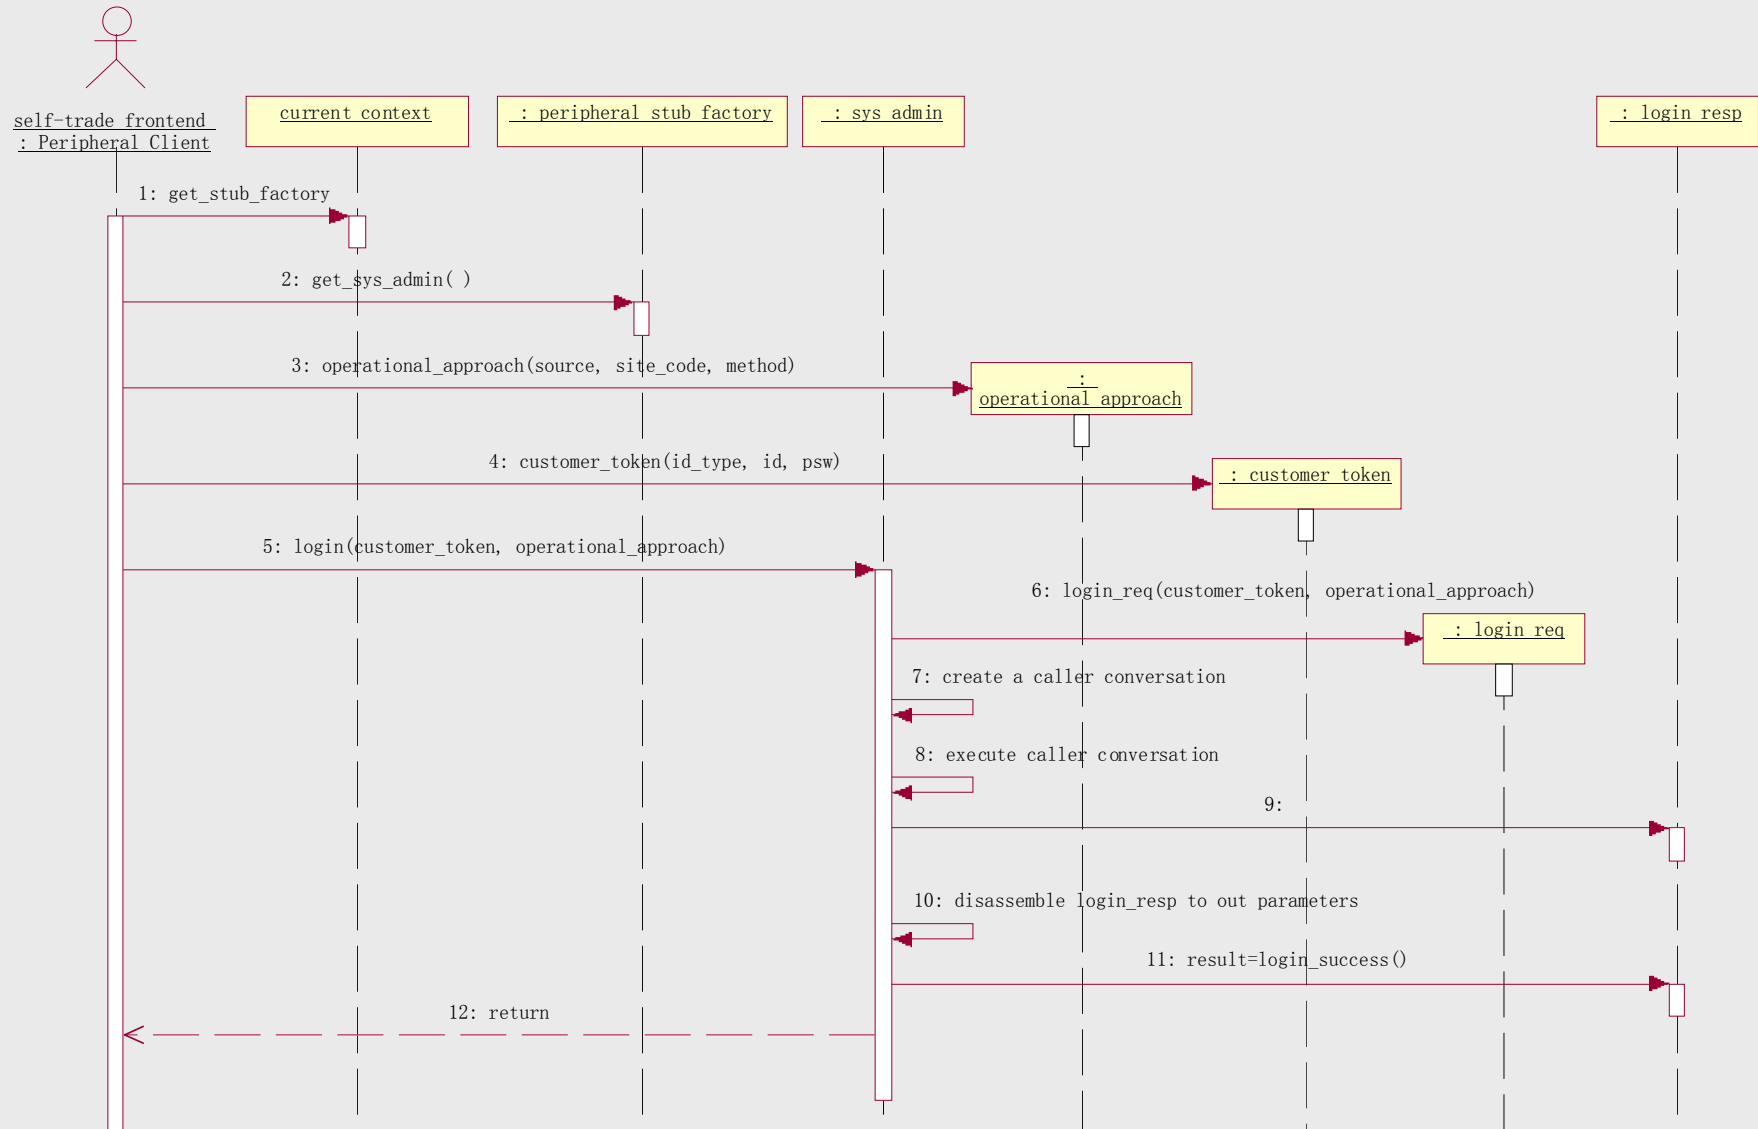 self-trade frontend
: Peripheral Client
current context
: peripheral stub factory
: sys admin
: login resp
1: get_stub_factory
2: get_sys_admin( )
3: operational_approach(source, site_code, method)
:
operational approach
4: customer_token(id_type, id, psw)
: customer token
5: login(customer_token, operational_approach)
6: login_req(customer_token, operational_approach)
: login req
7: create a caller conversation
8: execute caller conversation
9:
10: disassemble login_resp to out parameters
11: result=login_success()
12: return